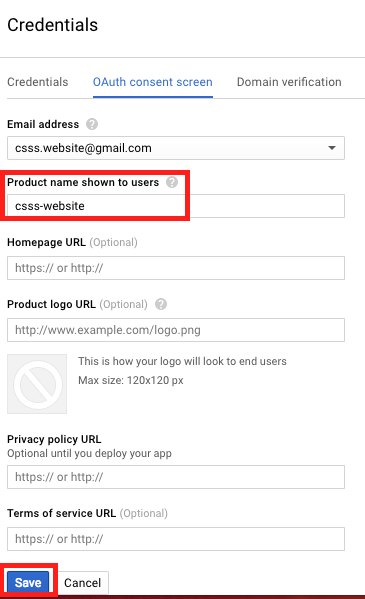 Credentials
Credentials OAuth consent screen Domain verification
Email address ?
csss.website@gmail.com
Product name shown to users ?
csss-website
Homepage URL (Optional)
https:// or http://
Product logo URL (Optional) ?
http://www.example.com/logo.png
This is how your logo will look to end users
Max size: 120x120 px
Privacy policy URL
Optional until you deploy your app
https:// or http://
Terms of service URL (Optional)
https:// or http://
Save Cancel